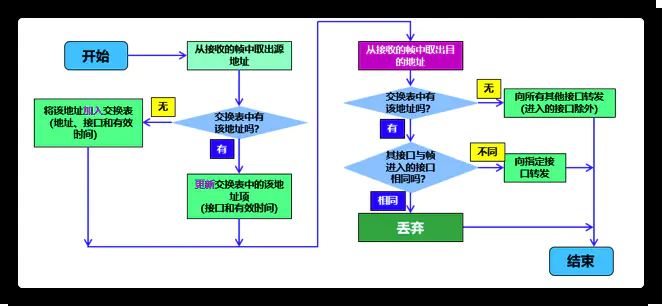 开始
从接收的帧中取出源
地址
无
交换表中有
该地址吗?
将该地址加入交换表
(地址、接口和有效
时间)
有
更新交换表中的该地
址项
(接口和有效时间)
从接收的帧中取出目
的地址
交换表中有
该地址吗?
无
向所有其他接口转发
(进入的接口除外)
有
其接口与帧
进入的接口
相同吗?
不同
向指定接
口转发
相同
丢弃
结束